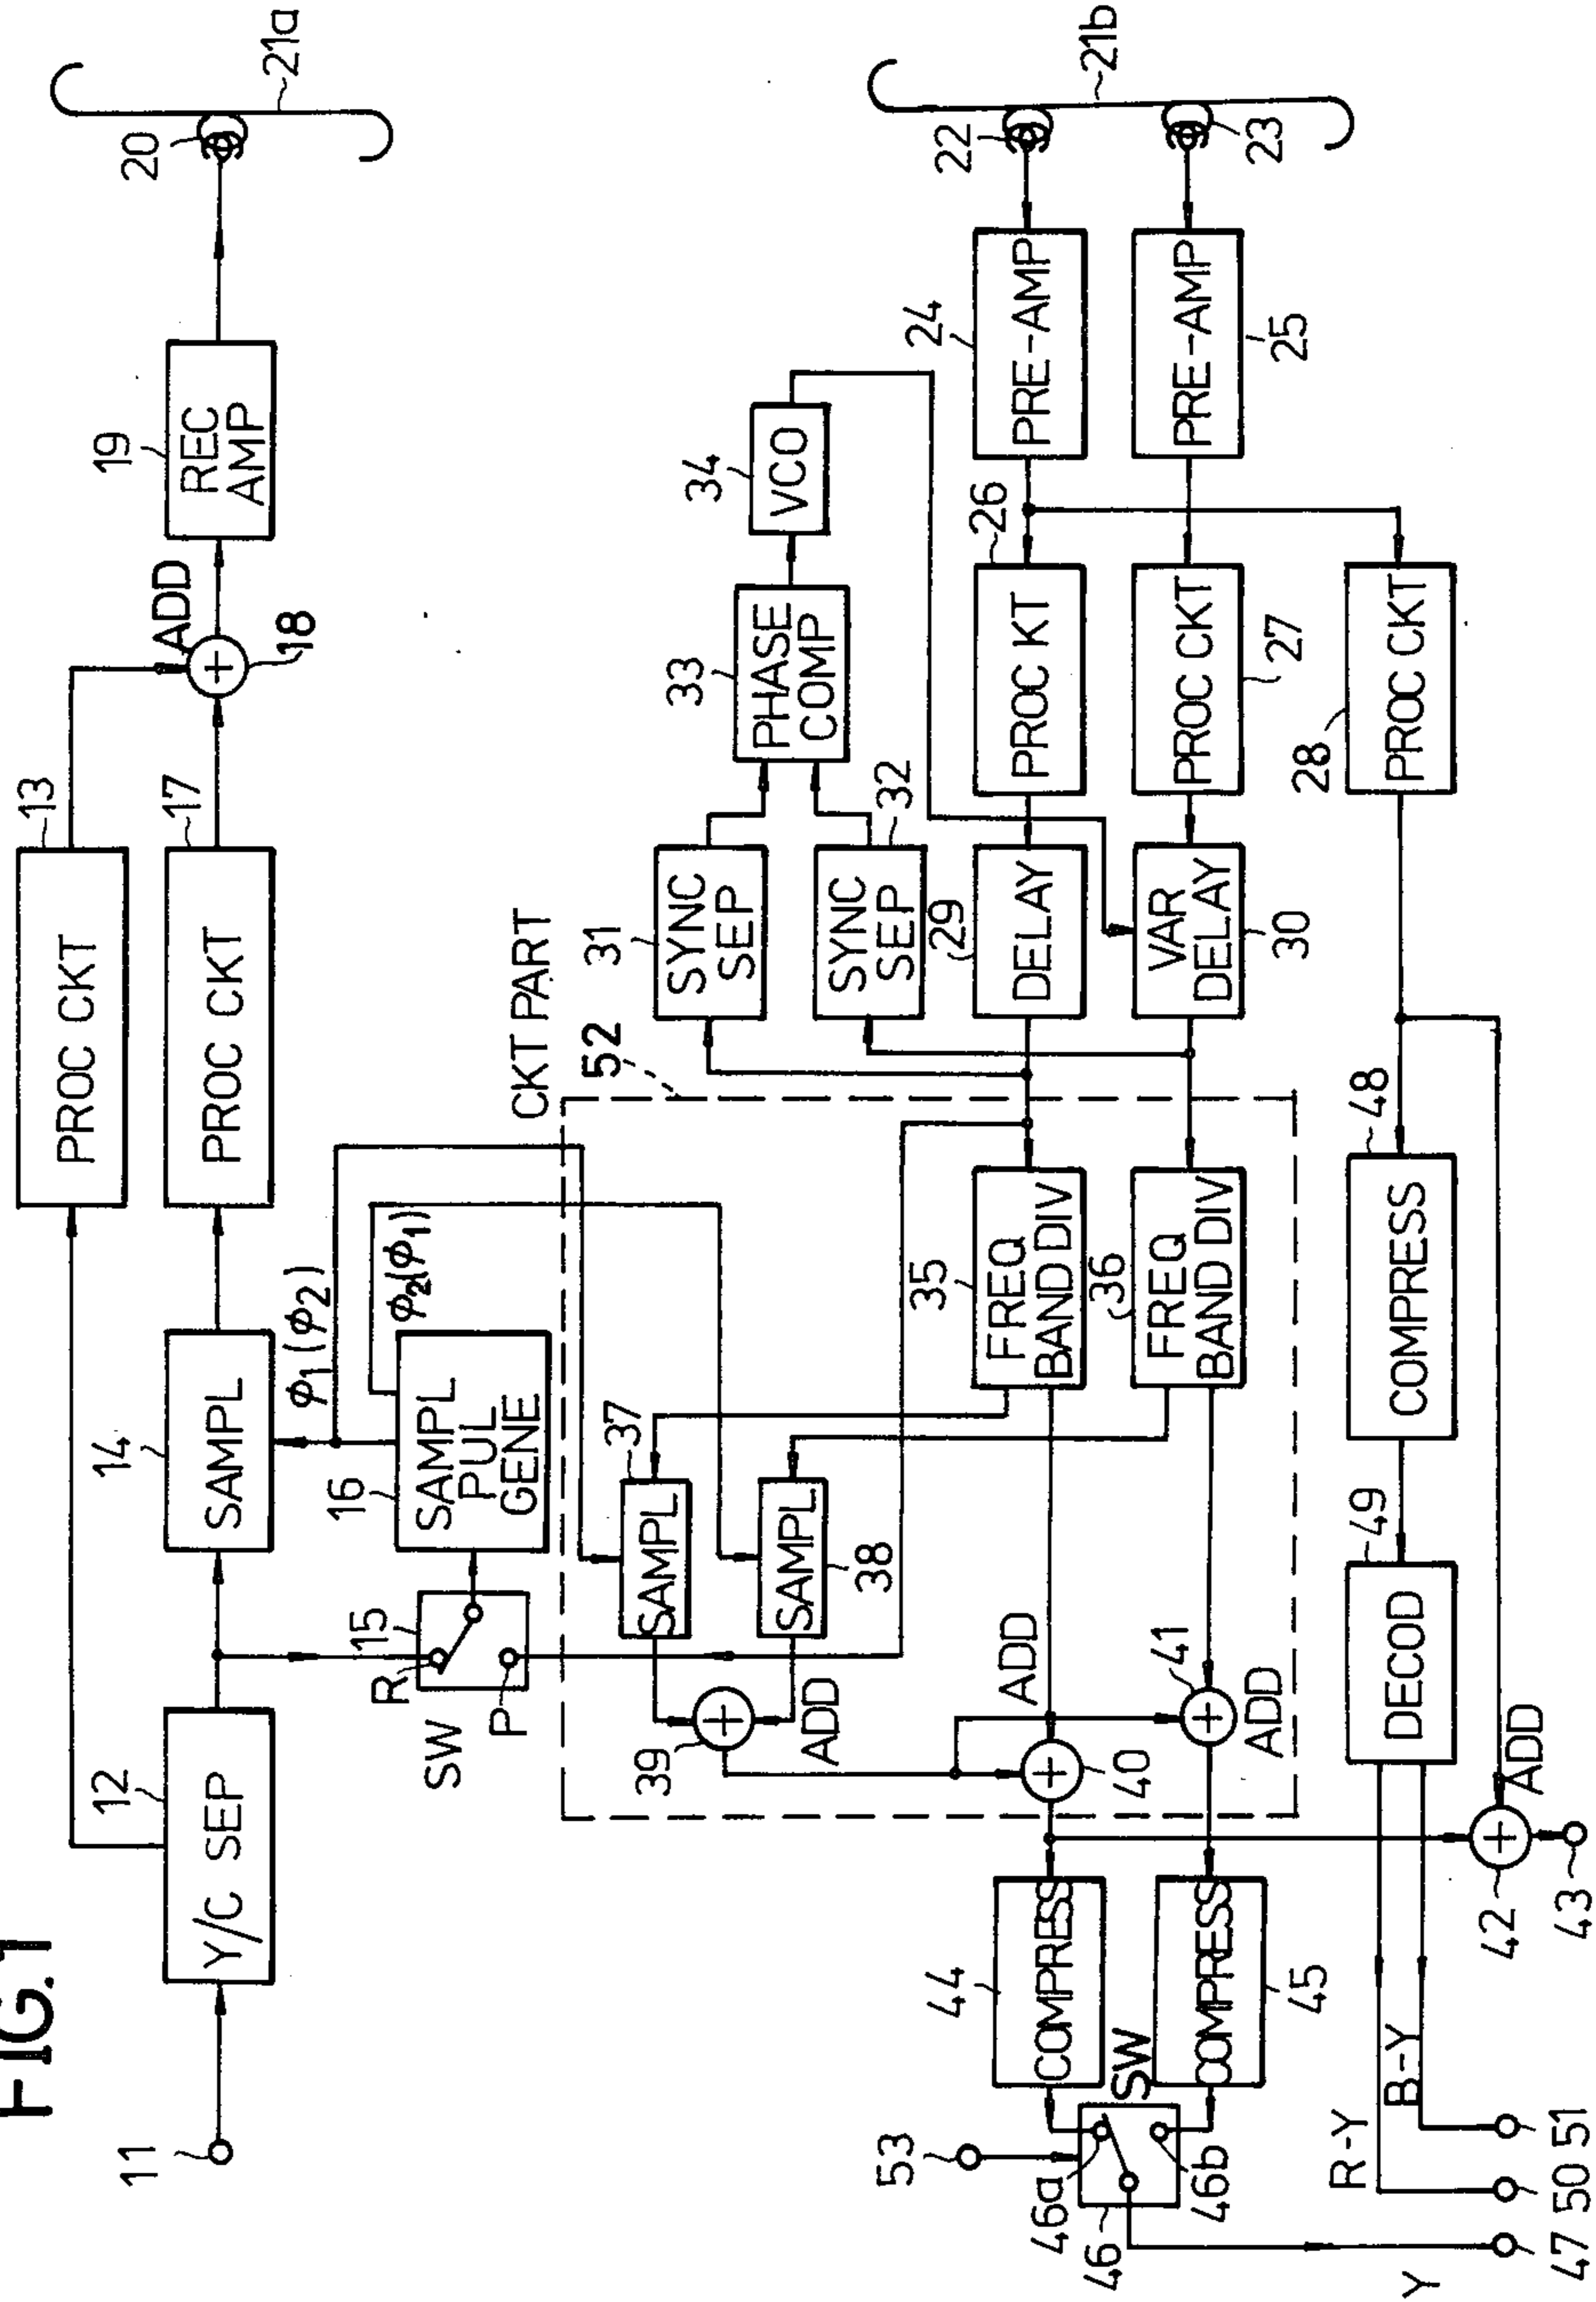 FIG.1
11
12
Y/C SEP
13
PROC CKT
14
SAMPL
17
PROC CKT
ADD
18
19
REC
AMP
20
21a
ϕ1 (ϕ2)
ϕ2(ϕ1)
16
SAMPL
PUL
GENE
15
R
P
SW
CKT PART
52
31
SYNC
SEP
32
SYNC
SEP
33
PHASE
COMP
34
VCO
37
SAMPL
38
SAMPL
39
ADD
35
FREQ
BAND DIV
36
FREQ
BAND DIV
29
DELAY
30
VAR
DELAY
26
PROC KT
27
PROC CKT
28
PROC CKT
24
PRE-AMP
25
PRE-AMP
22
23
21b
ADD
40
41
ADD
44
COMPRESS
45
COMPRESS
SW
53
46a
46b
46
48
COMPRESS
49
DECOD
ADD
42
43
R-Y
B-Y
Y
47
50
51